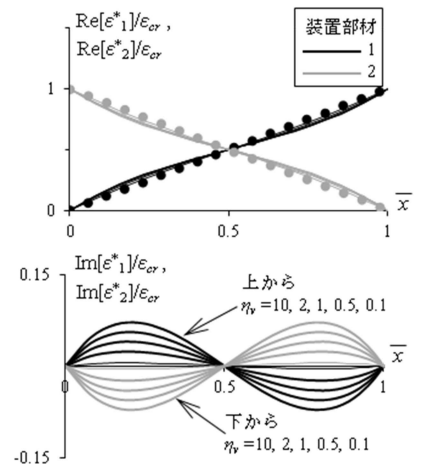 Re[ε*₁]/εcr ,
Re[ε*₂]/εcr
装置部材
1
2
1
0
0
0.5
1
x̅
Im[ε*₁]/εcr ,
Im[ε*₂]/εcr
0.15
上から
ηv =10, 2, 1, 0.5, 0.1
x̅
0
0.5
1
下から
ηv =10, 2, 1, 0.5, 0.1
-0.15